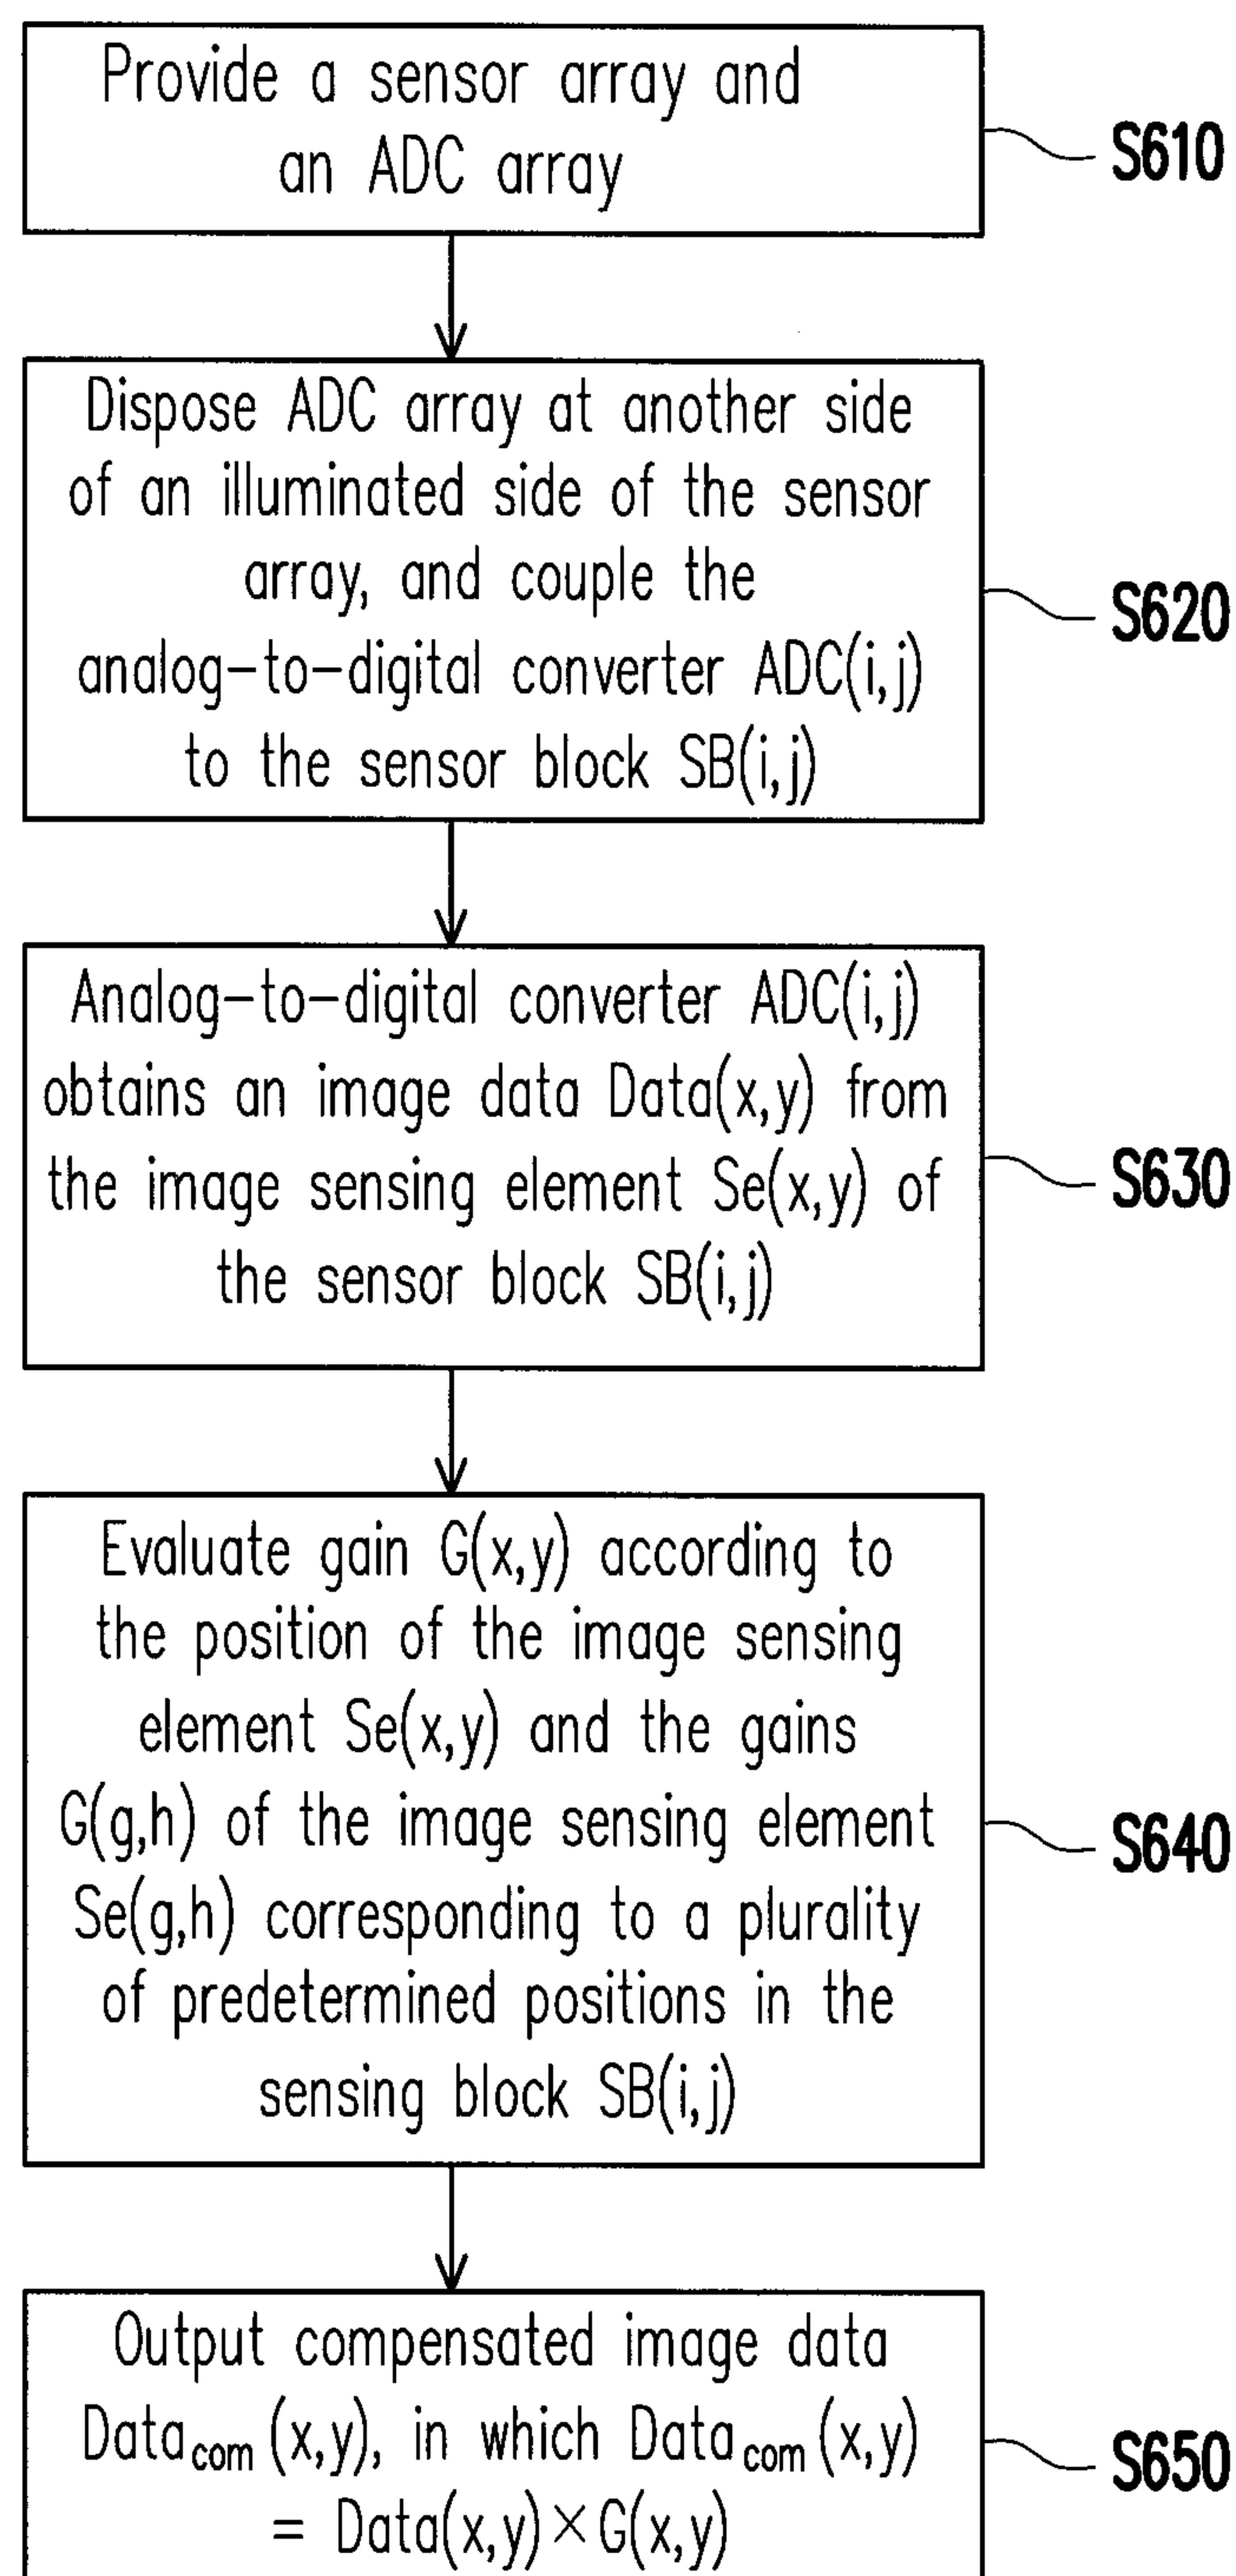 Provide a sensor array and
an ADC array
S610
Dispose ADC array at another side
of an illuminated side of the sensor
array, and couple the
analog-to-digital converter ADC(i,j)
to the sensor block SB(i,j)
S620
Analog-to-digital converter ADC(i,j)
obtains an image data Data(x,y) from
the image sensing element Se(x,y) of
the sensor block SB(i,j)
S630
Evaluate gain G(x,y) according to
the position of the image sensing
element Se(x,y) and the gains
G(g,h) of the image sensing element
Se(g,h) corresponding to a plurality
of predetermined positions in the
sensing block SB(i,j)
S640
Output compensated image data
Data_com(x,y), in which Data_com(x,y)
= Data(x,y)×G(x,y)
S650